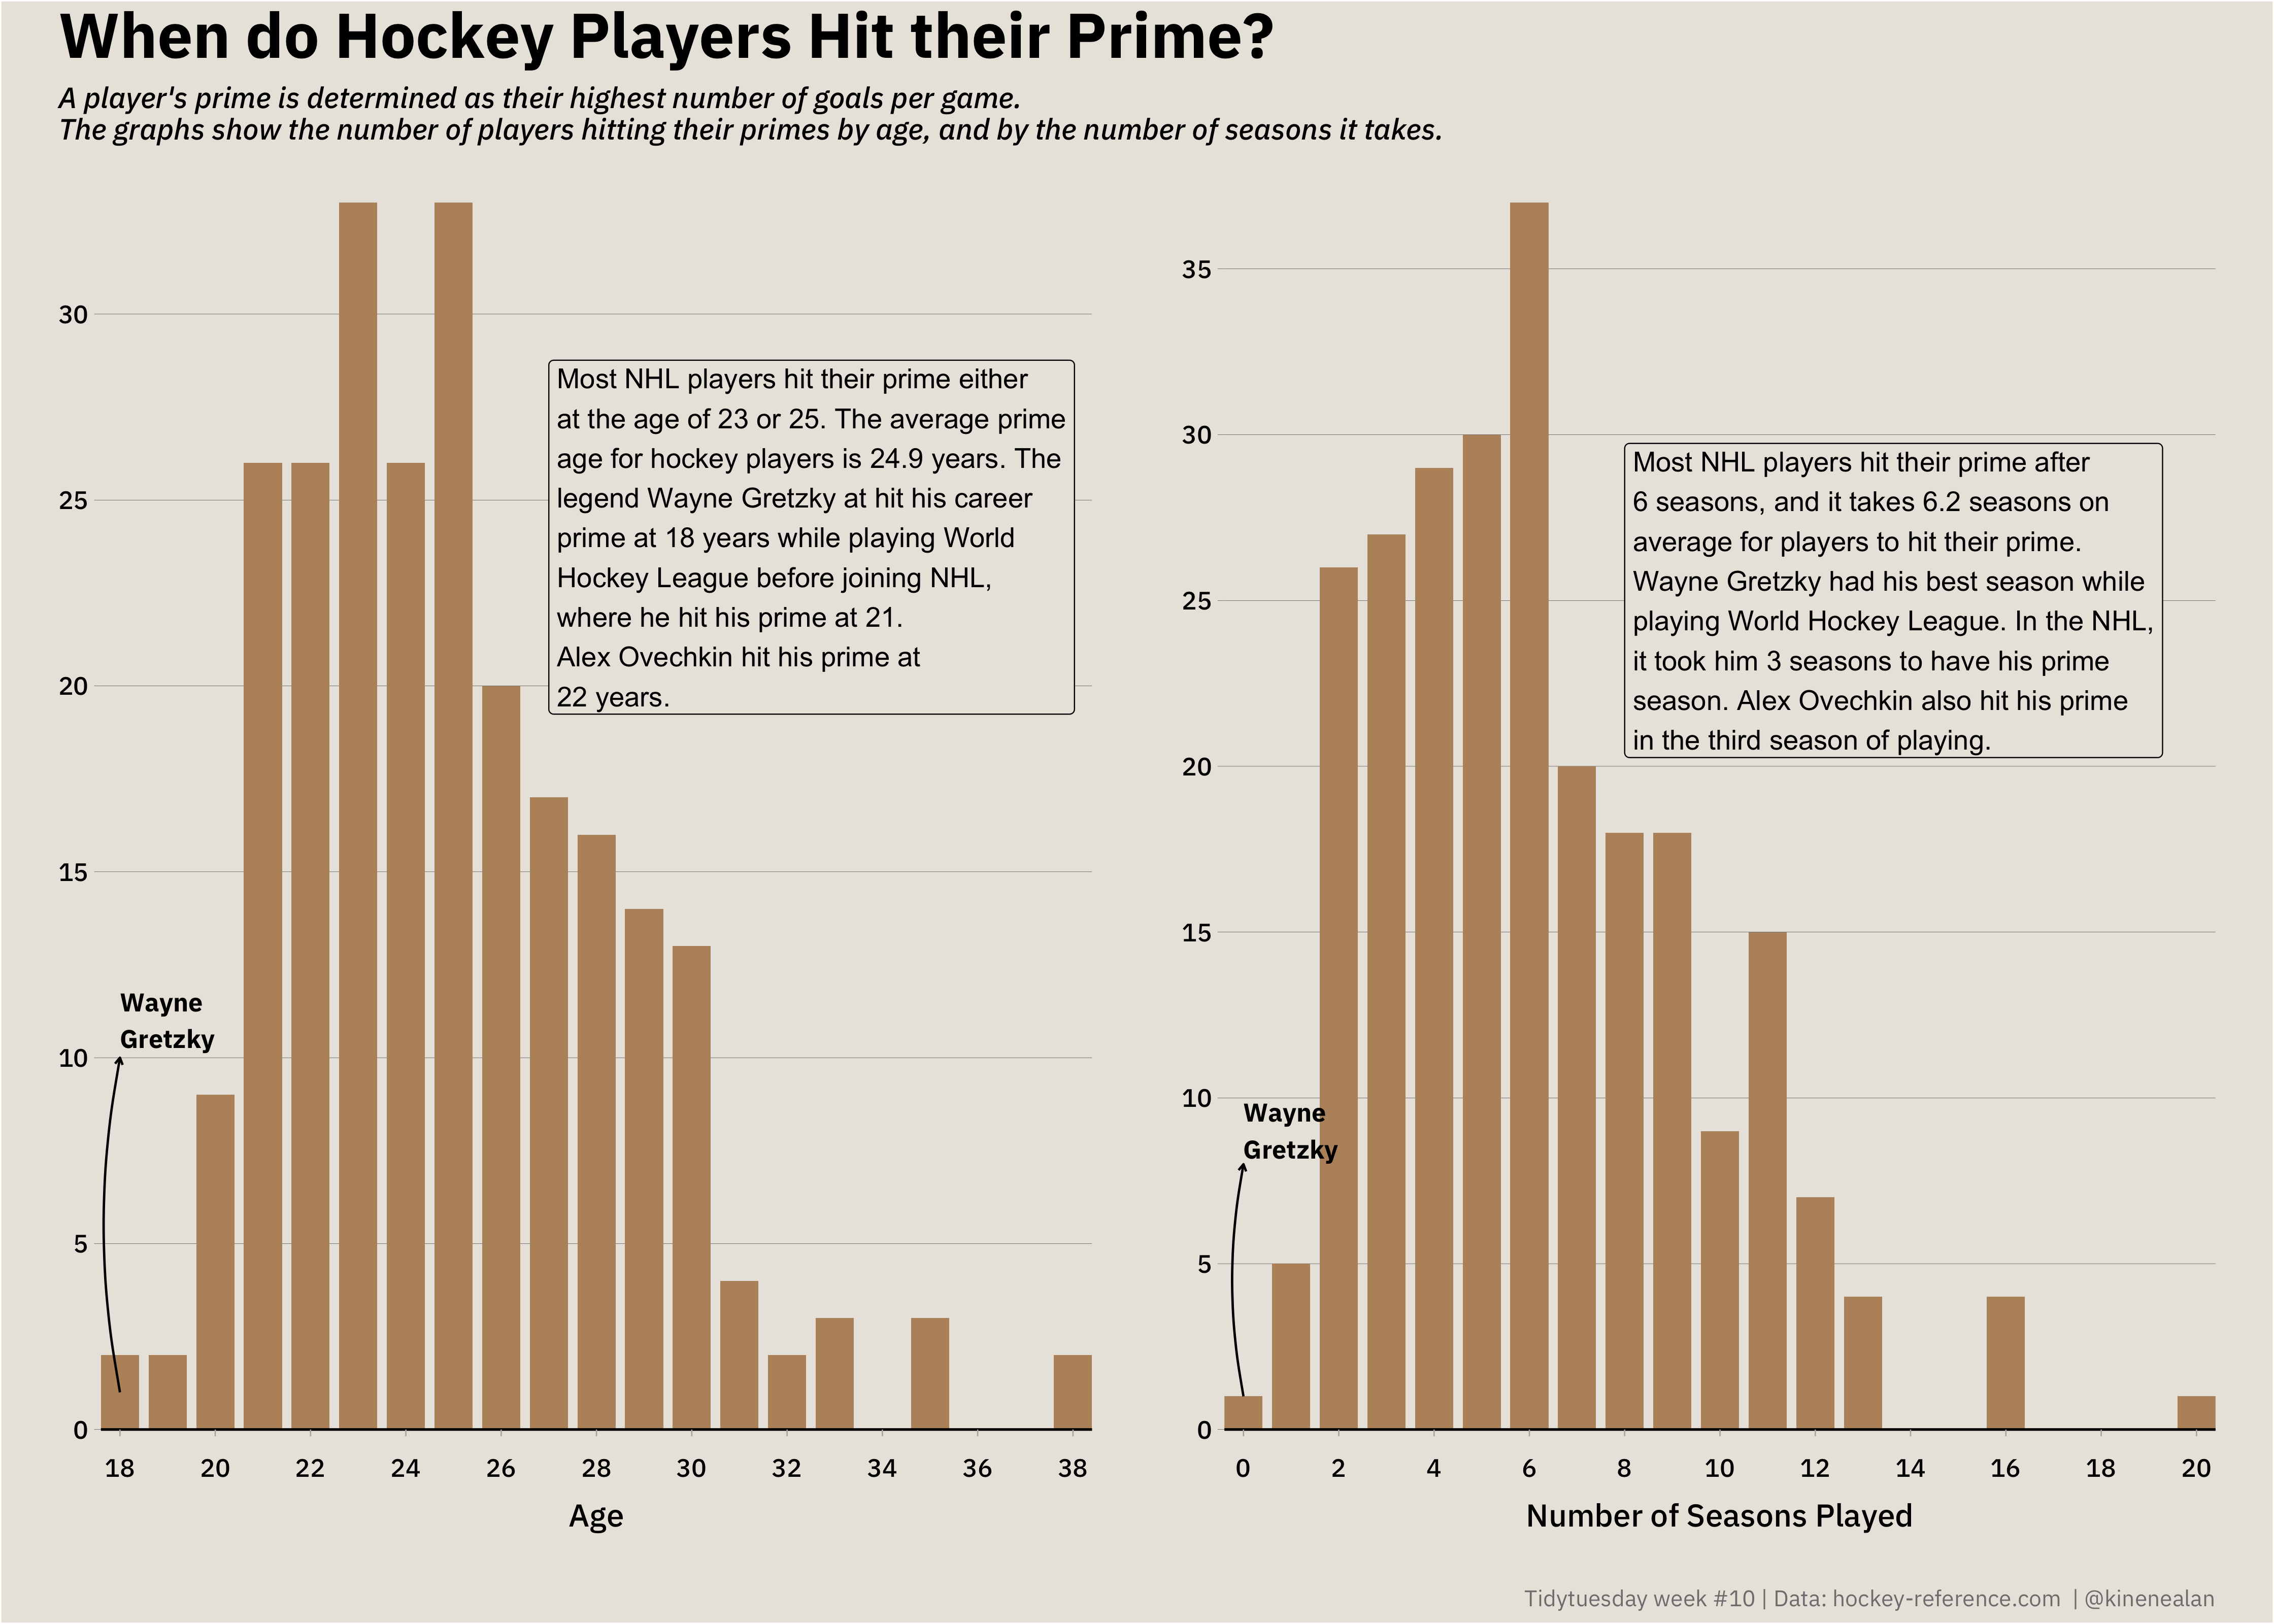 When do Hockey Players Hit their Prime?
A player's prime is determined as their highest number of goals per game.
The graphs show the number of players hitting their primes by age, and by the number of seasons it takes.
30
25
20
15
10
5
0
Most NHL players hit their prime either
at the age of 23 or 25. The average prime
age for hockey players is 24.9 years. The
legend Wayne Gretzky at hit his career
prime at 18 years while playing World
Hockey League before joining NHL,
where he hit his prime at 21.
Alex Ovechkin hit his prime at
22 years.
Wayne
Gretzky
18 20 22 24 26 28 30 32 34 36 38
Age
35
30
25
20
15
10
5
0
Most NHL players hit their prime after
6 seasons, and it takes 6.2 seasons on
average for players to hit their prime.
Wayne Gretzky had his best season while
playing World Hockey League. In the NHL,
it took him 3 seasons to have his prime
season. Alex Ovechkin also hit his prime
in the third season of playing.
Wayne
Gretzky
0 2 4 6 8 10 12 14 16 18 20
Number of Seasons Played
Tidytuesday week #10 | Data: hockey-reference.com | @kinenealan